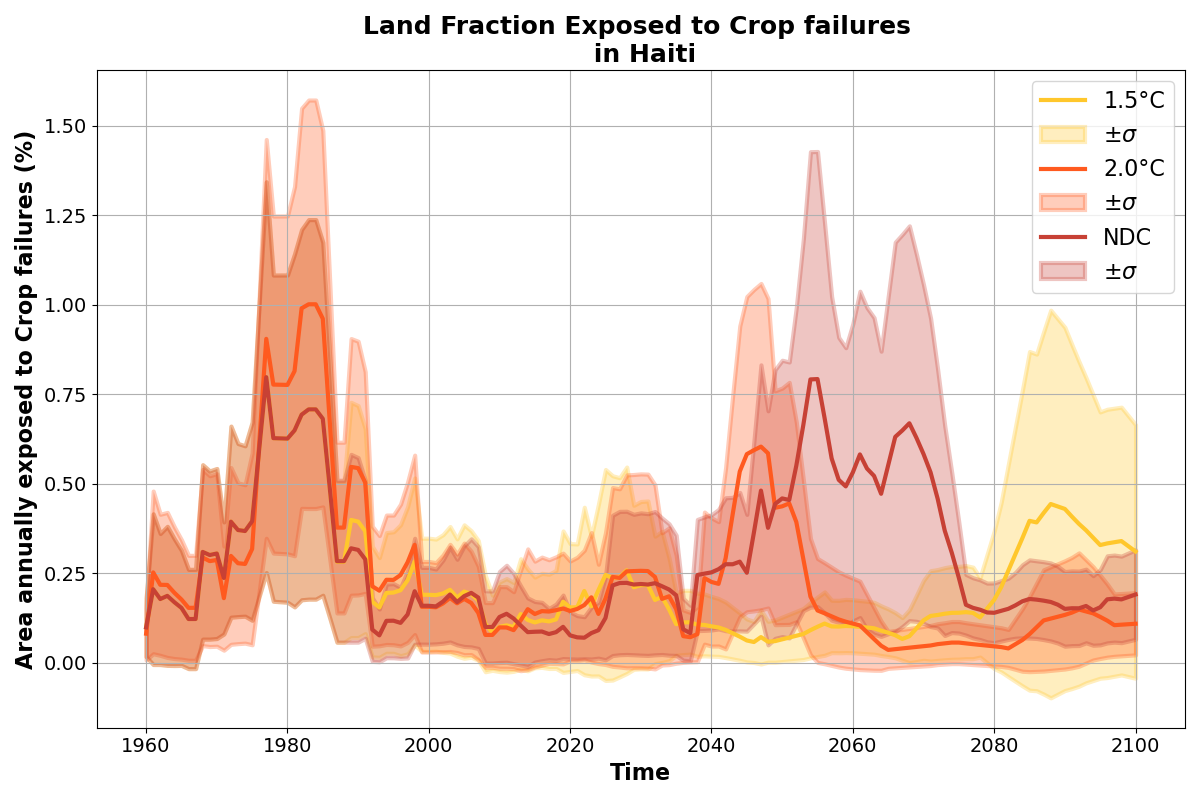 Land Fraction Exposed to Crop failures
in Haiti
Area annually exposed to Crop failures (%)
1.50
1.25
1.00
0.75
0.50
0.25
0.00
1960
1980
2000
2020
2040
2060
2080
2100
Time
1.5°C
±σ
2.0°C
±σ
NDC
±σ